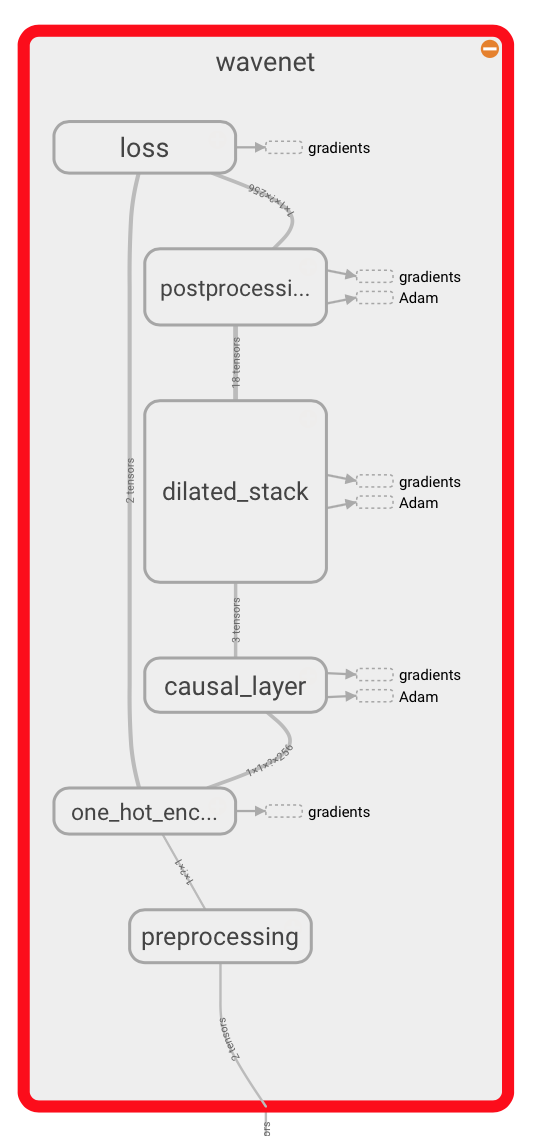 wavenet
loss
gradients
1×1×?×256
postprocessi...
gradients
Adam
18 tensors
dilated_stack
gradients
Adam
2 tensors
3 tensors
causal_layer
gradients
Adam
1×1×?×256
one_hot_enc...
gradients
1×?×1
preprocessing
2 tensors